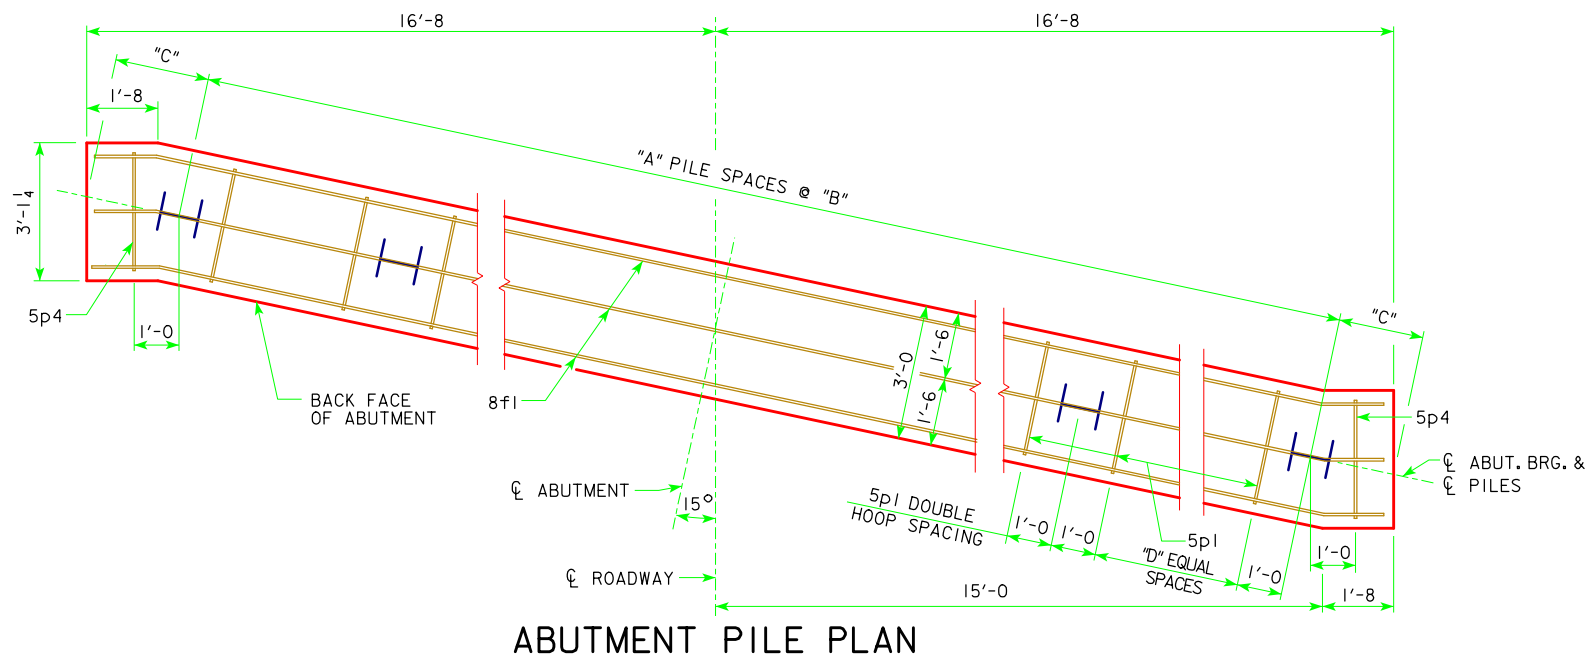 16'-8
16'-8
"C"
1'-8
"A" PILE SPACES @ "B"
3'-1 1/4
"C"
5p4
1'-0
BACK FACE
OF ABUTMENT
8f1
3'-0
1'-6
1'-6
5p4
℄ ABUT. BRG. &
℄ PILES
℄ ABUTMENT
15°
5p1 DOUBLE
HOOP SPACING
1'-0
1'-0
5p1
"D" EQUAL
SPACES
1'-0
1'-0
℄ ROADWAY
15'-0
1'-8
ABUTMENT PILE PLAN